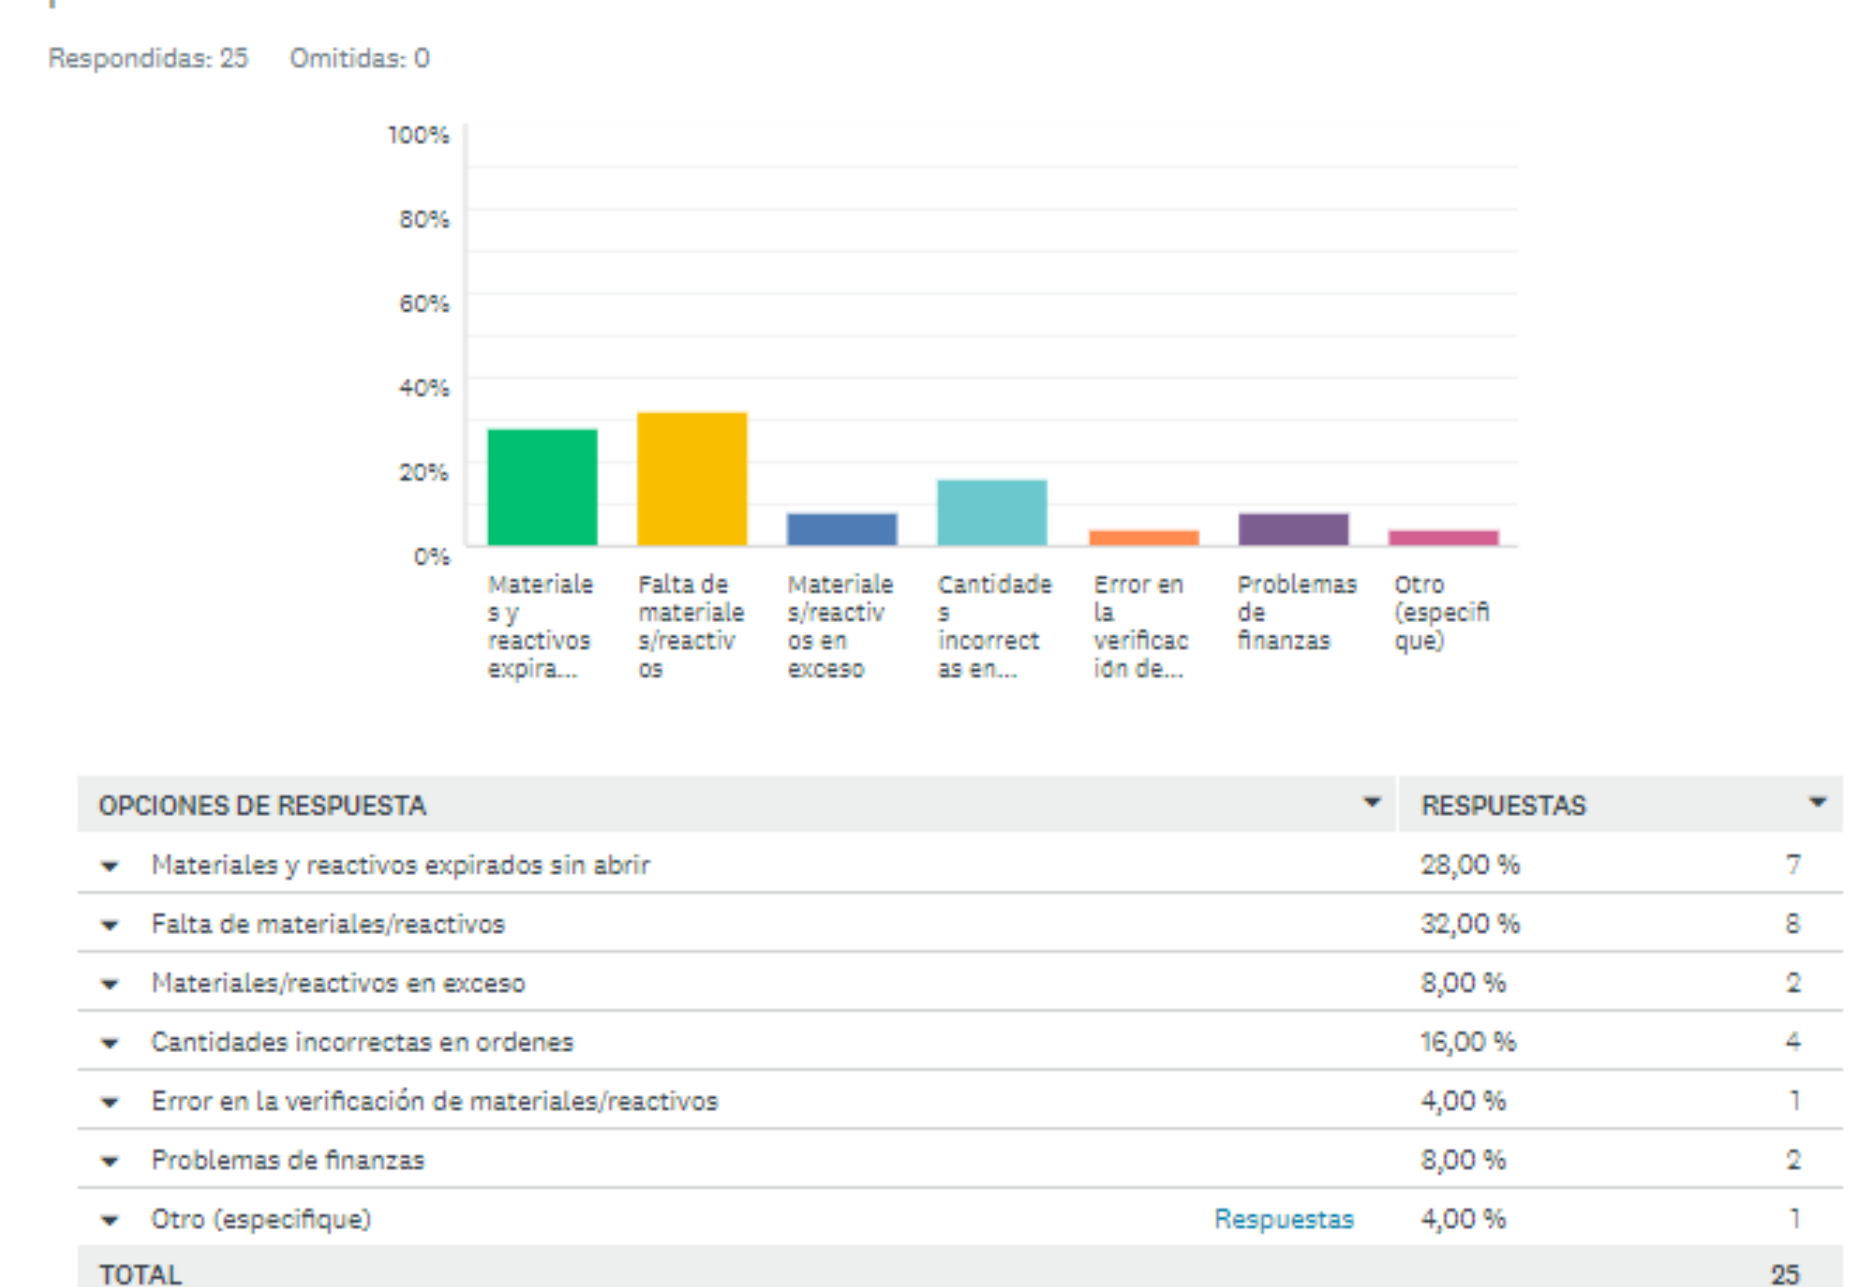 Respondidas: 25 Omitidas: 0
100%
80%
60%
40%
20%
0%
Materiale
s y
reactivos
expira...
Falta de
materiale
s/reactiv
os
Materiale
s/reactiv
os en
exceso
Cantidade
s
incorrect
as en...
Error en
la
verificac
ión de...
Problemas
de
finanzas
Otro
(especifi
que)
OPCIONES DE RESPUESTA RESPUESTAS
Materiales y reactivos expirados sin abrir 28,00 % 7
Falta de materiales/reactivos 32,00 % 8
Materiales/reactivos en exceso 8,00 % 2
Cantidades incorrectas en ordenes 16,00 % 4
Error en la verificación de materiales/reactivos 4,00 % 1
Problemas de finanzas 8,00 % 2
Otro (especifique) Respuestas 4,00 % 1
TOTAL 25